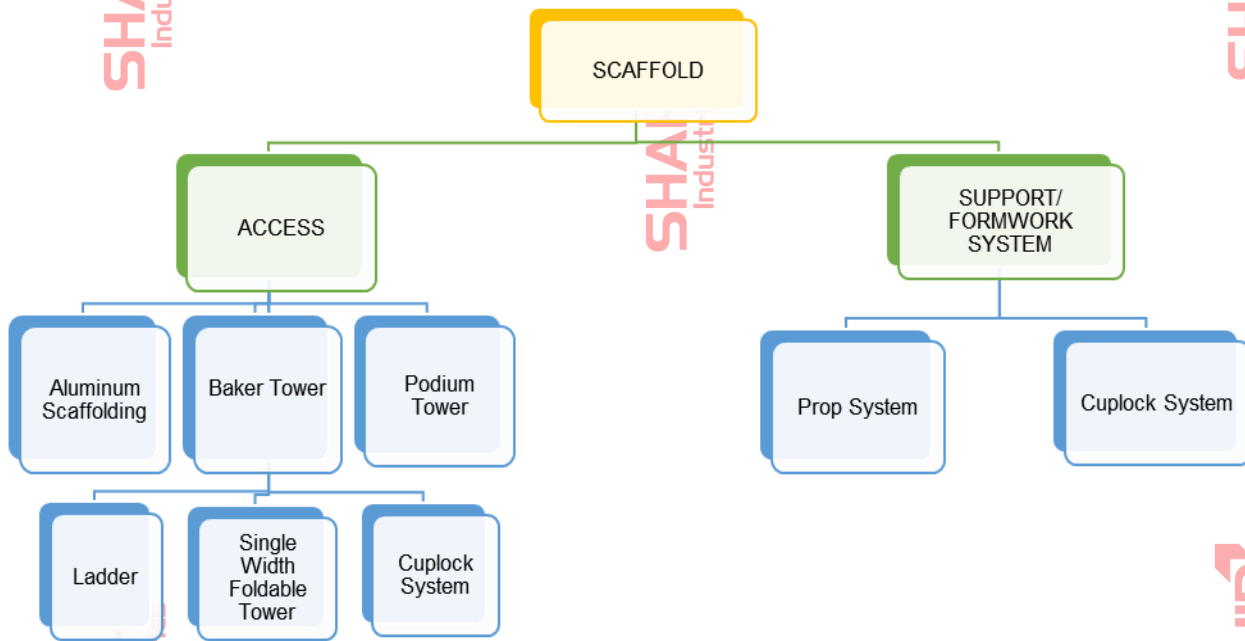 SCAFFOLD
ACCESS
SUPPORT/
FORMWORK
SYSTEM
Aluminum
Scaffolding
Baker Tower
Podium
Tower
Prop System
Cuplock System
Ladder
Single
Width
Foldable
Tower
Cuplock
System